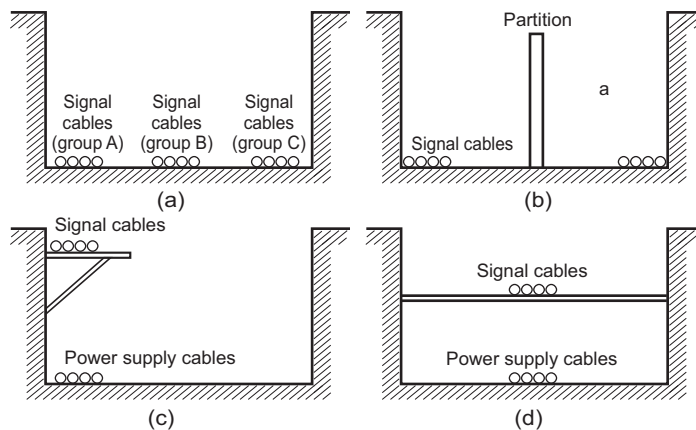 Signal
cables
(group A)
Signal
cables
(group B)
Signal
cables
(group C)
(a)
Partition
a
Signal cables
(b)
Signal cables
Power supply cables
(c)
Signal cables
Power supply cables
(d)